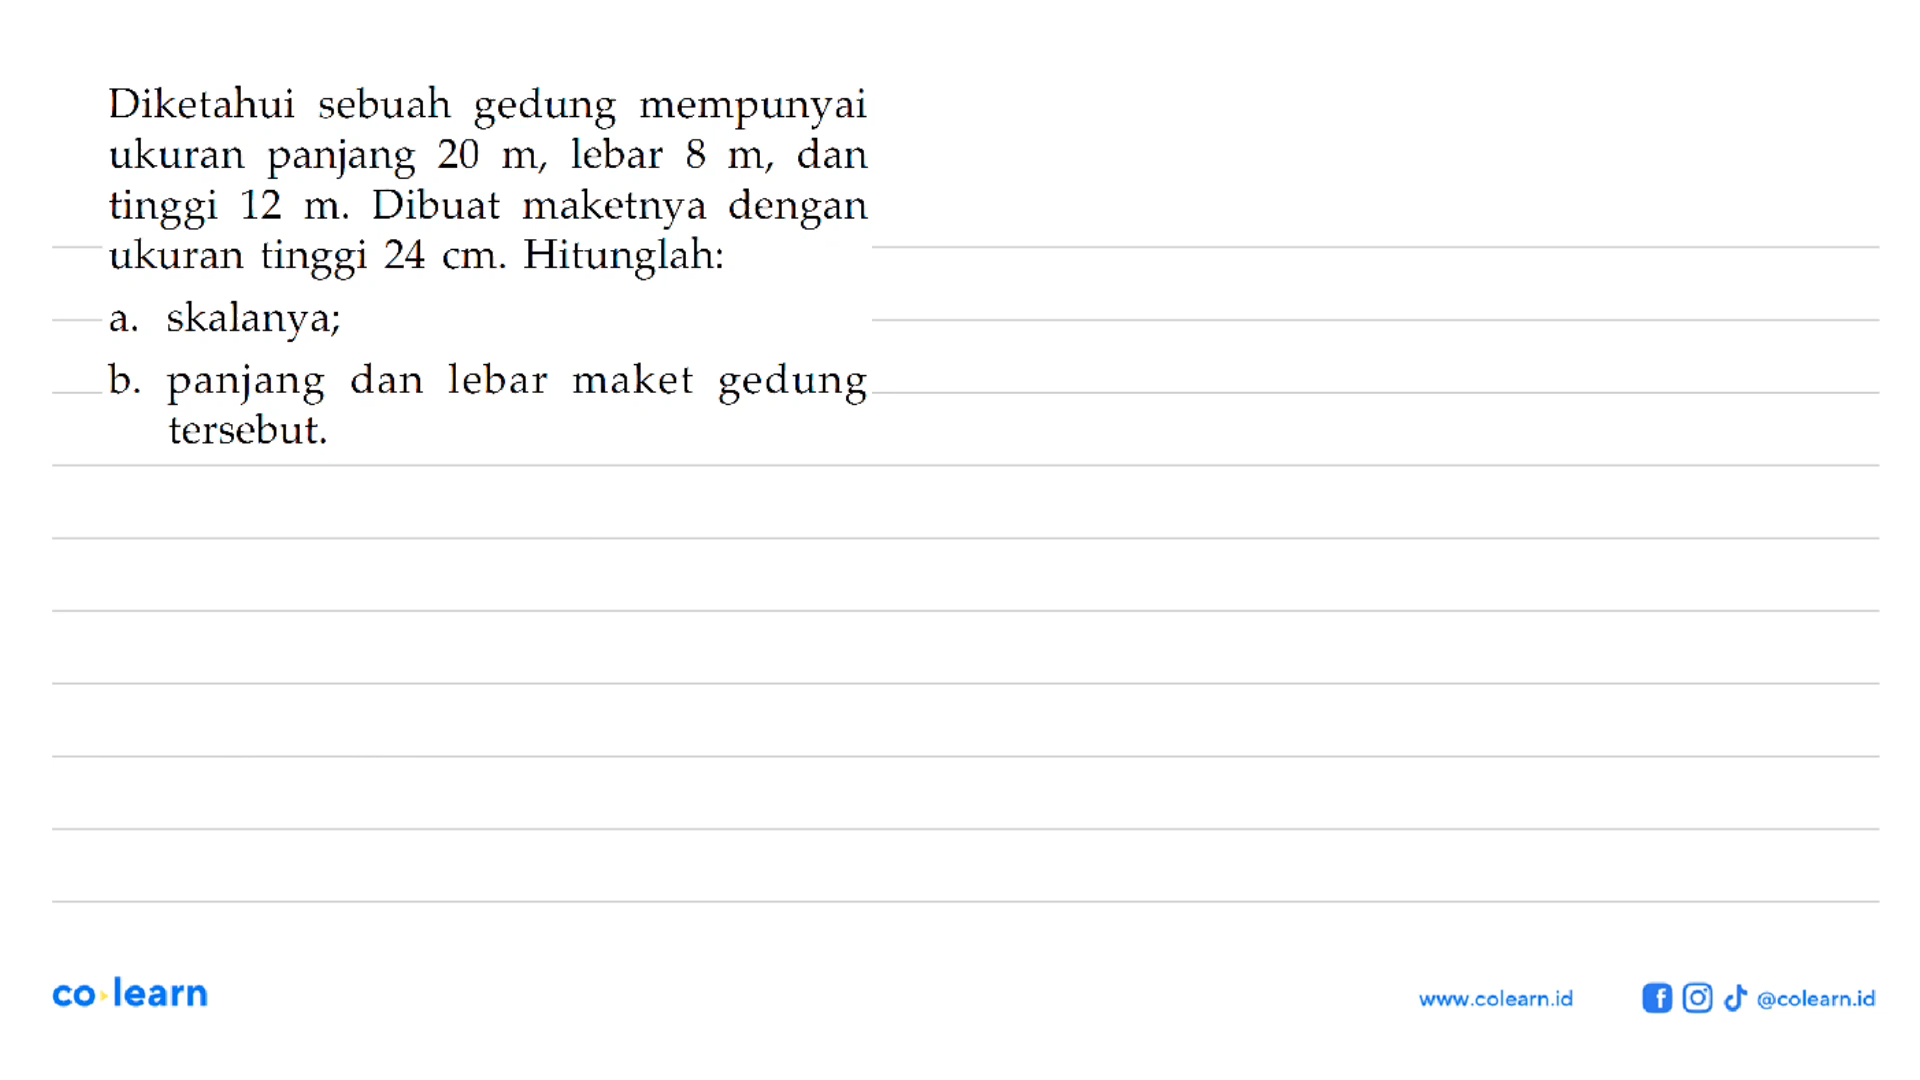 Diketahui sebuah gedung mempunyai
ukuran panjang 20 m, lebar 8 m, dan
tinggi 12 m. Dibuat maketnya dengan
ukuran tinggi 24 cm. Hitunglah:
a. skalanya;
b. panjang dan lebar maket gedung
tersebut.
co learn
www.colearn.id
@colearn.id